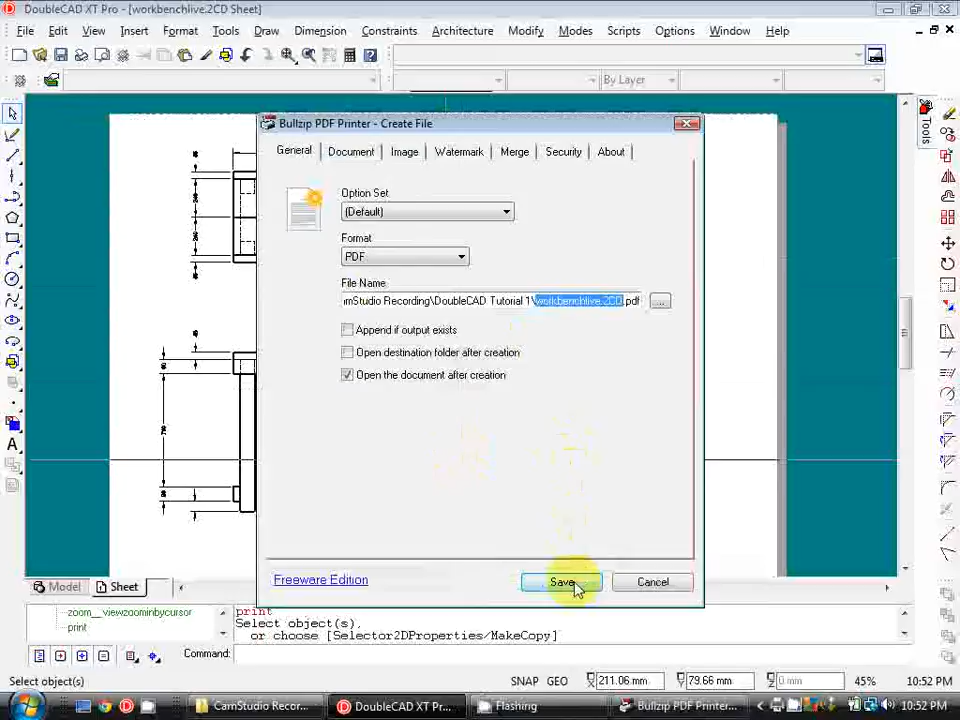 DoubleCAD XT Pro - [workbenchlive.2CD Sheet]
File Edit View Insert Format Tools Draw Dimension Constraints Architecture Modify Modes Scripts Options Window Help
By Layer
Tools
Bullzip PDF Printer - Create File
General Document Image Watermark Merge Security About
Option Set
(Default)
Format
PDF
File Name
mStudio Recording\DoubleCAD Tutorial 1\workbenchlive.2CD.pdf
...
Append if output exists
Open destination folder after creation
Open the document after creation
Freeware Edition
Save
Cancel
Model Sheet
zoom__viewzoominbycursor
print
print
Select object(s),
or choose [Selector2DProperties/MakeCopy]
Command:
Select object(s)
SNAP GEO 211.06 mm 79.66 mm 0 mm 45% 10:52 PM
CamStudio Recor...
DoubleCAD XT Pr...
Flashing
Bullzip PDF Printer...
10:52 PM